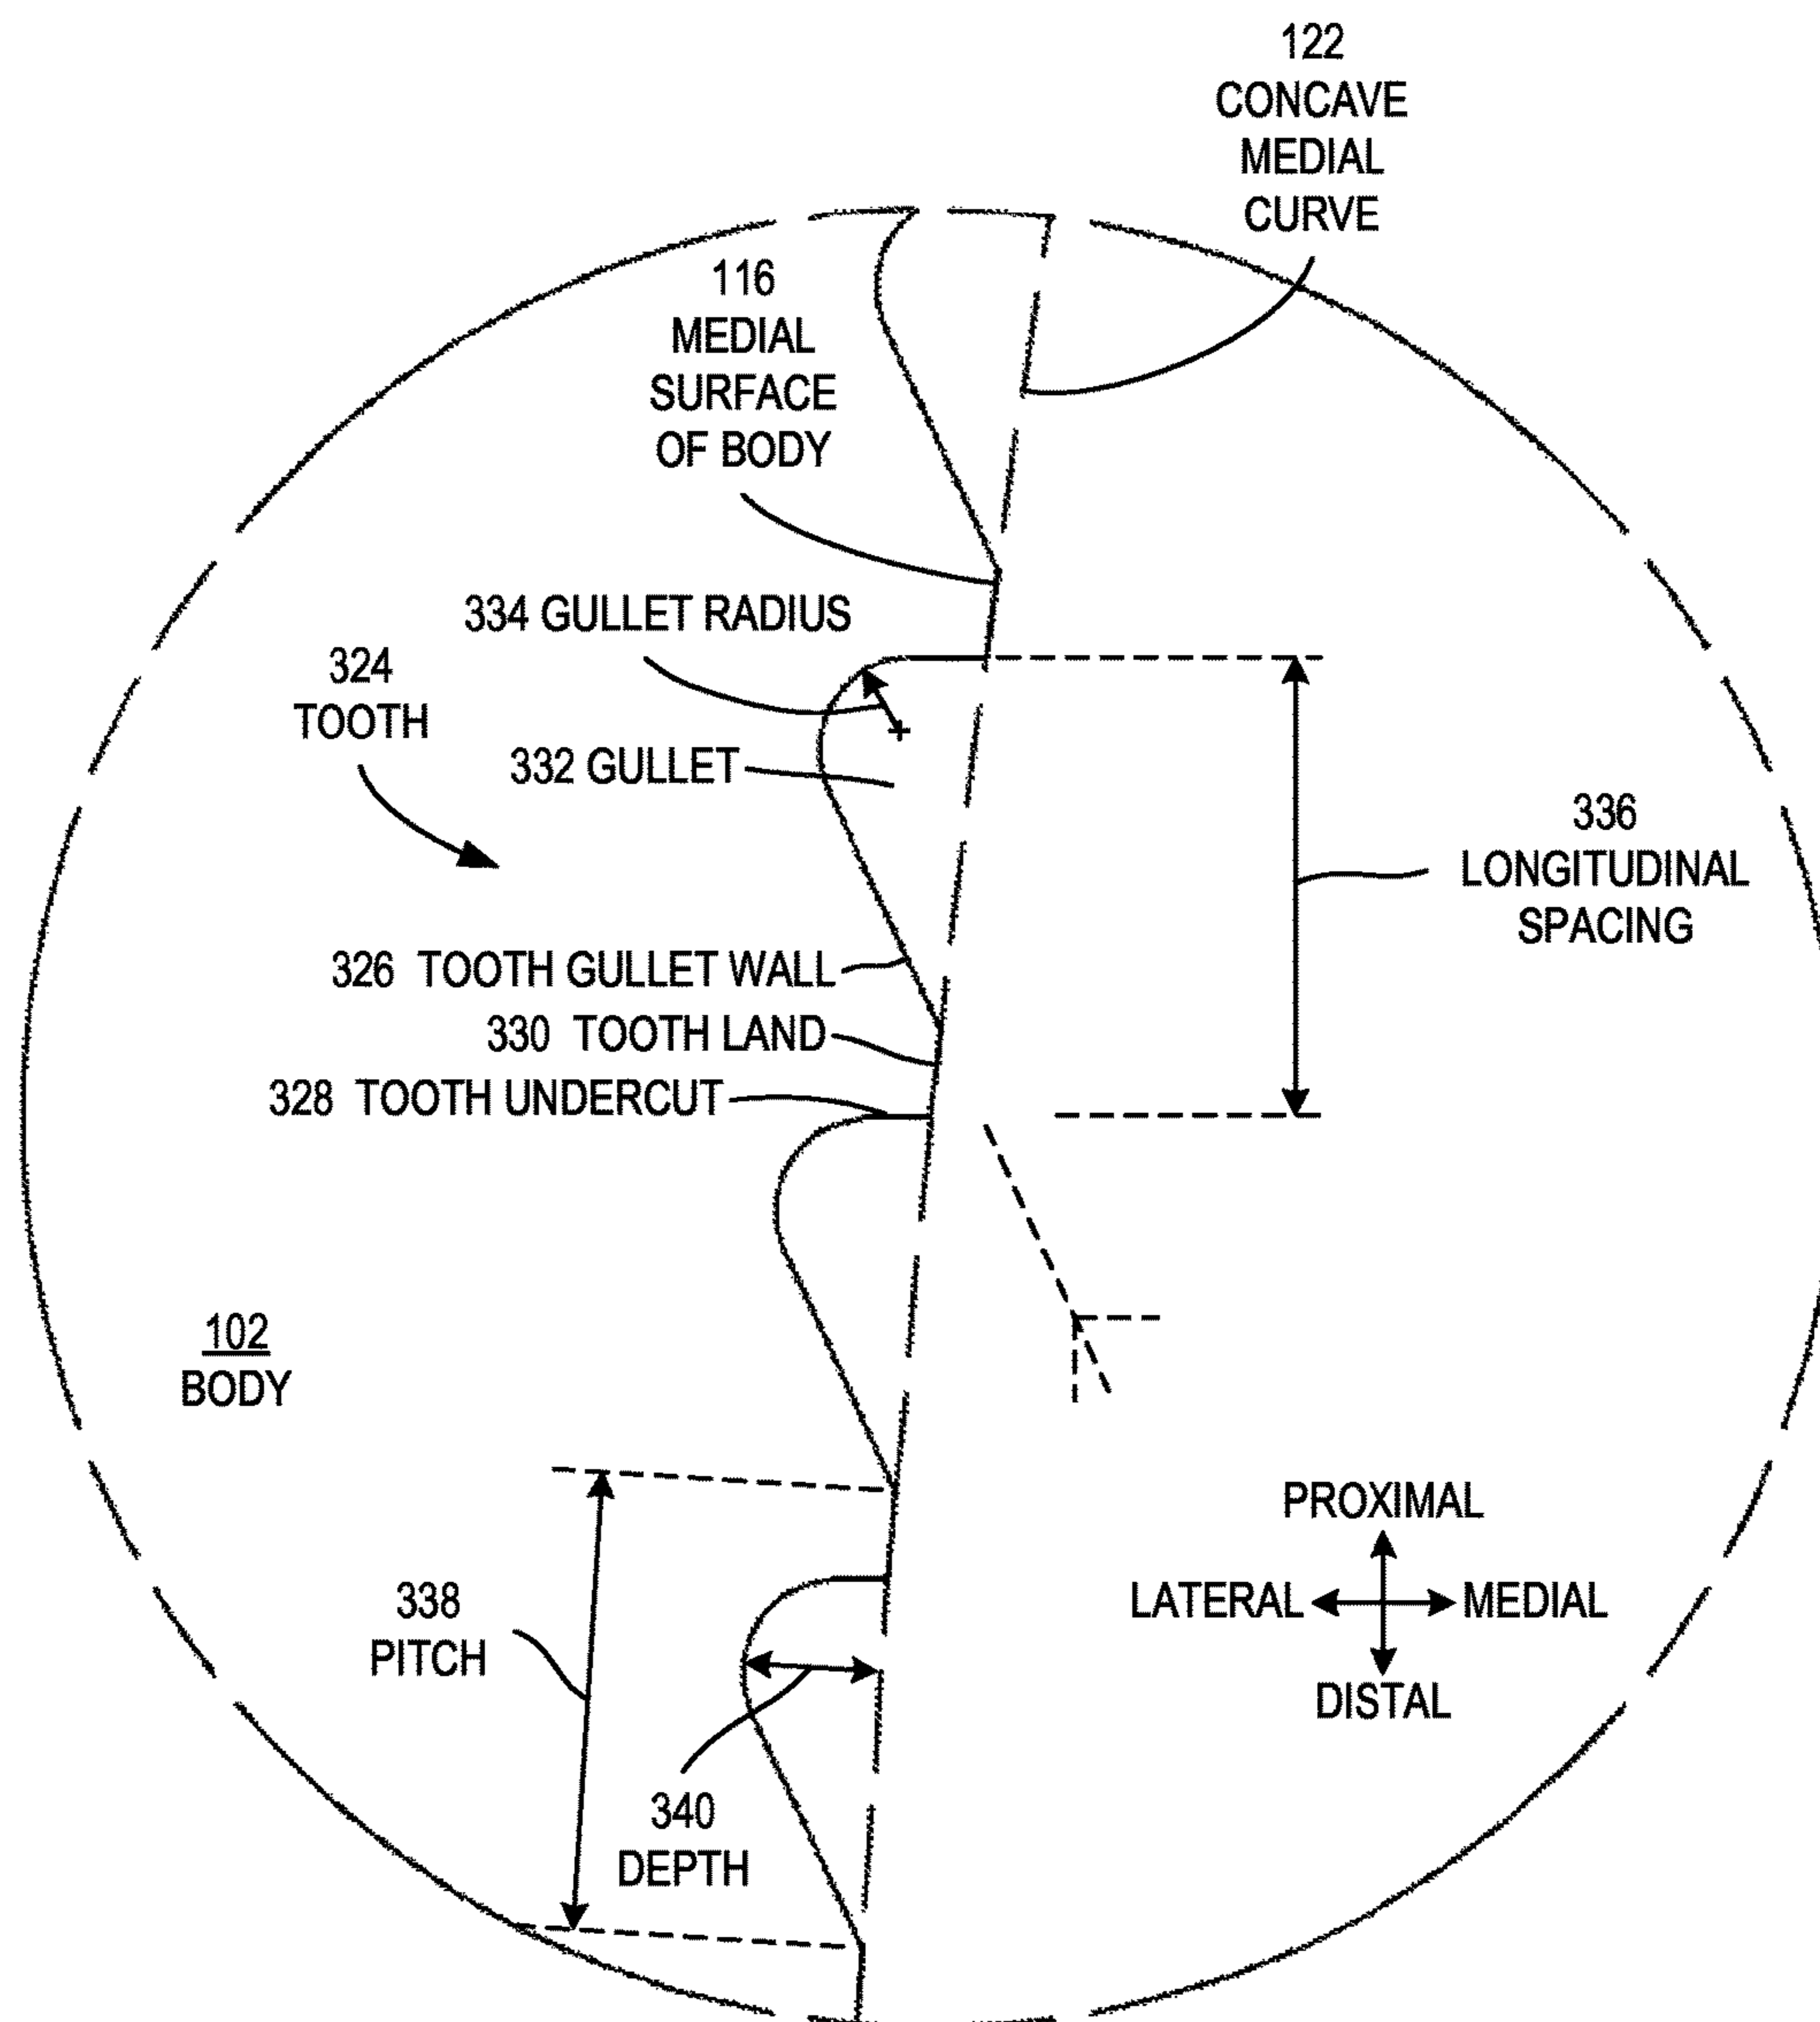 122
CONCAVE
MEDIAL
CURVE
116
MEDIAL
SURFACE
OF BODY
334 GULLET RADIUS
324
TOOTH
332 GULLET
336
LONGITUDINAL
SPACING
326 TOOTH GULLET WALL
330 TOOTH LAND
328 TOOTH UNDERCUT
102
BODY
PROXIMAL
LATERAL
MEDIAL
DISTAL
338
PITCH
340
DEPTH